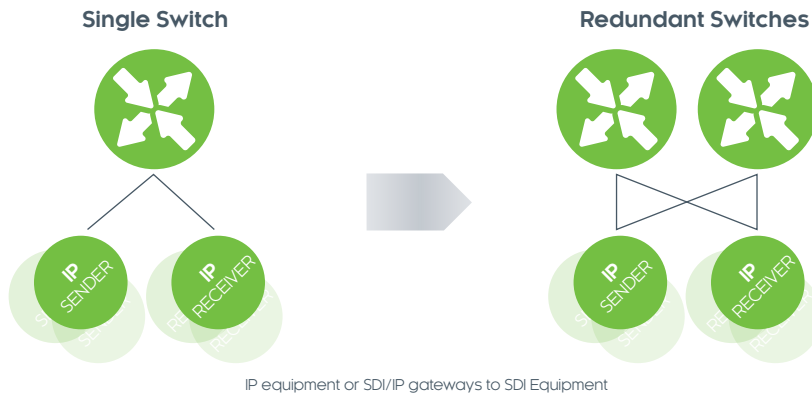 Single Switch
Redundant Switches
IP
SENDER
IP
RECEIVER
IP
SENDER
IP
RECEIVER
IP equipment or SDI/IP gateways to SDI Equipment